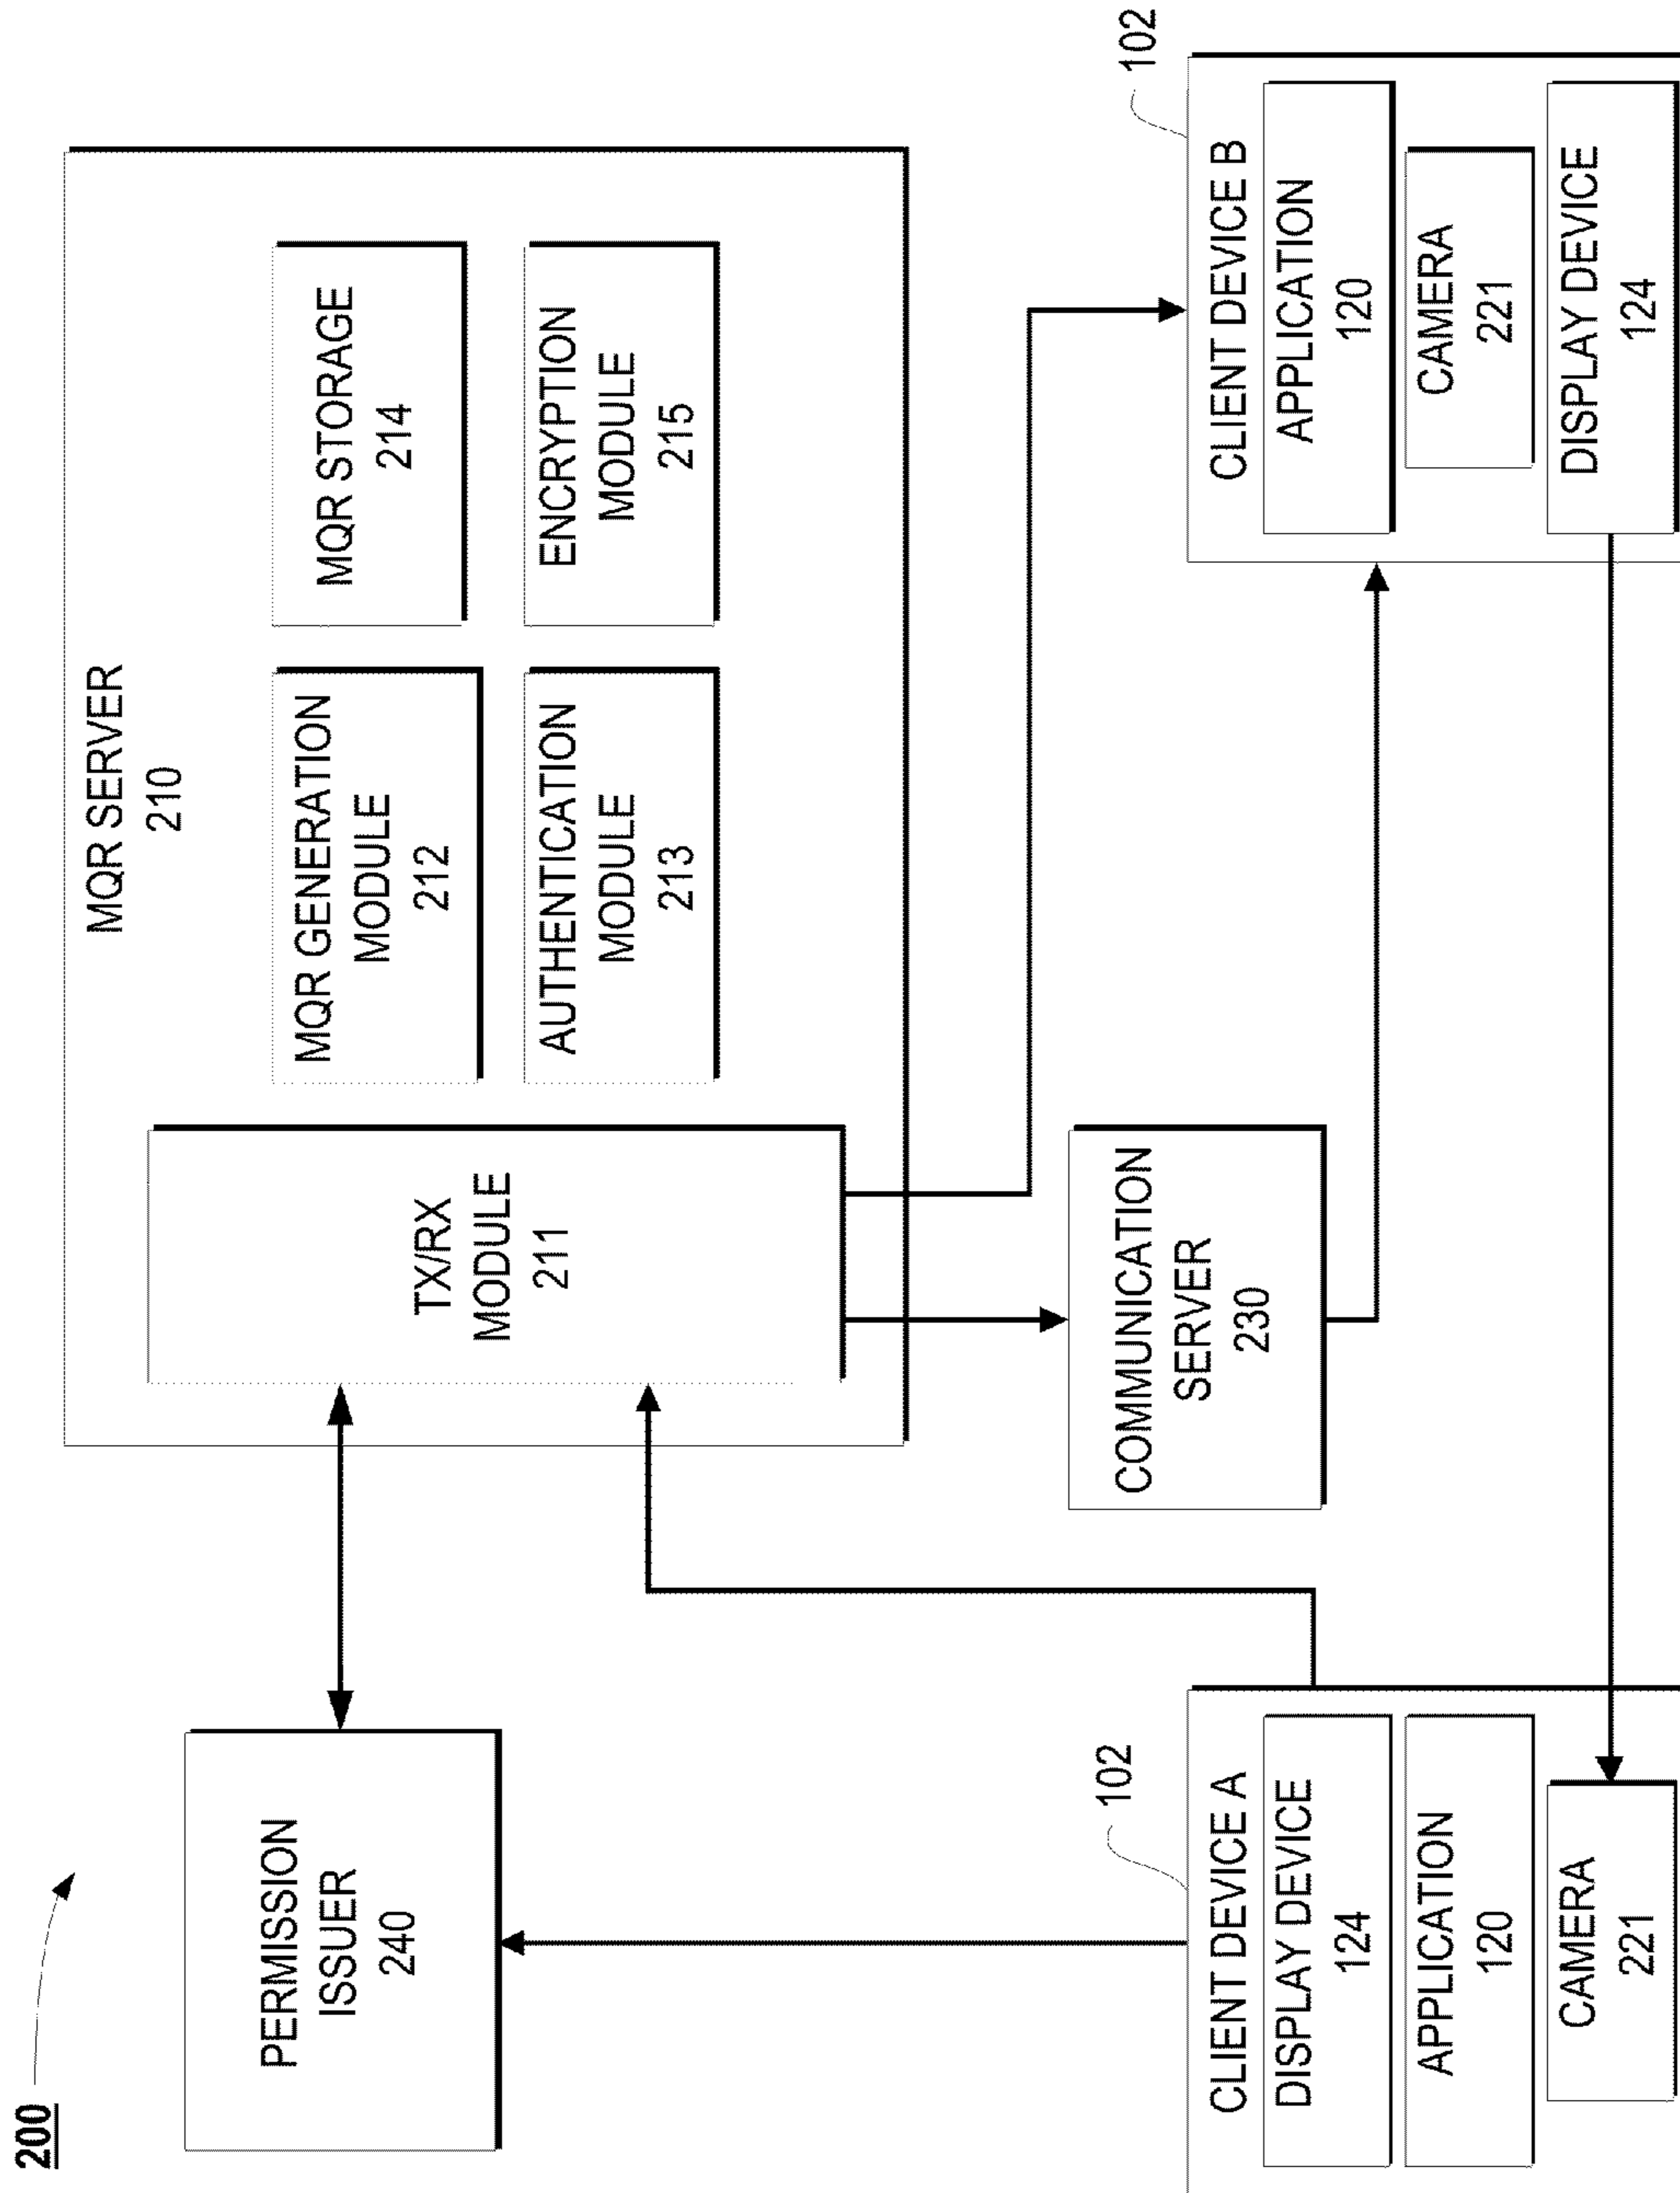 200
MQR SERVER
210
PERMISSION
ISSUER
240
TX/RX
MODULE
211
MQR GENERATION
MODULE
212
MQR STORAGE
214
AUTHENTICATION
MODULE
213
ENCRYPTION
MODULE
215
COMMUNICATION
SERVER
230
102
CLIENT DEVICE A
DISPLAY DEVICE
124
APPLICATION
120
CAMERA
221
102
CLIENT DEVICE B
APPLICATION
120
CAMERA
221
DISPLAY DEVICE
124